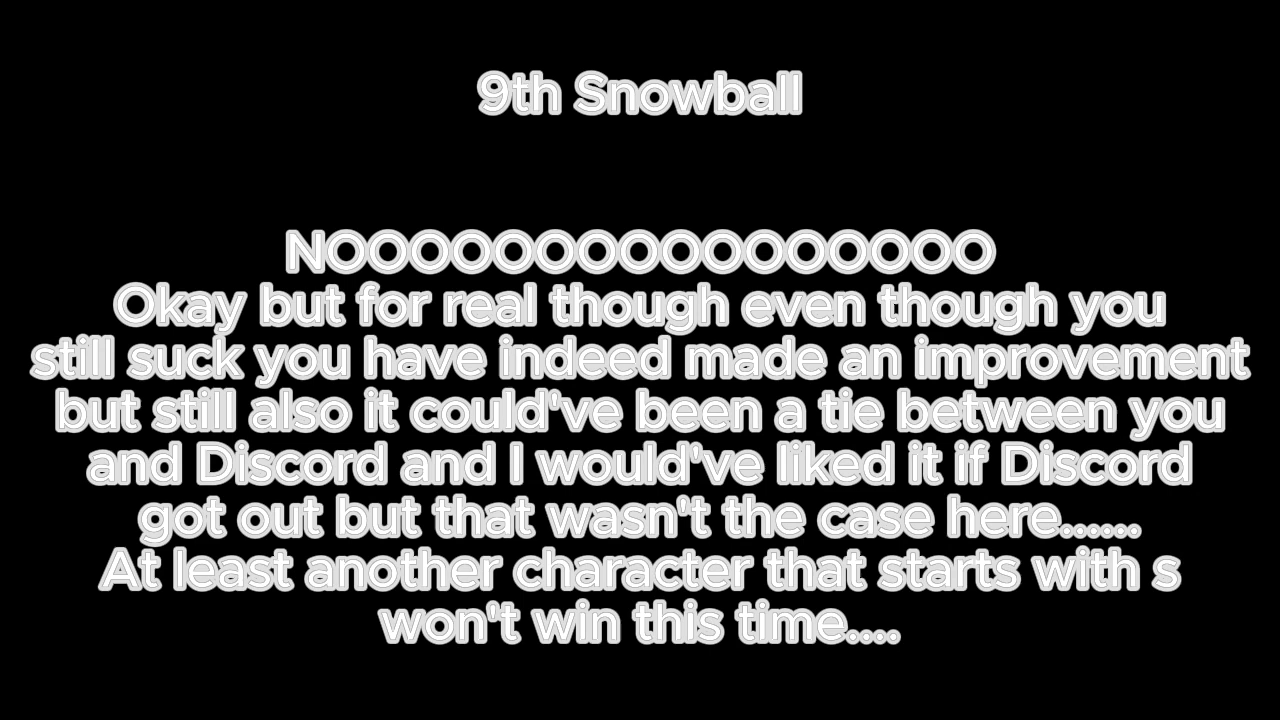 9th Snowball
NOOOOOOOOOOOOOOOOO
Okay but for real though even though you
still suck you have indeed made an improvement
but still also it could've been a tie between you
and Discord and I would've liked it if Discord
got out but that wasn't the case here......
At least another character that starts with s
won't win this time....